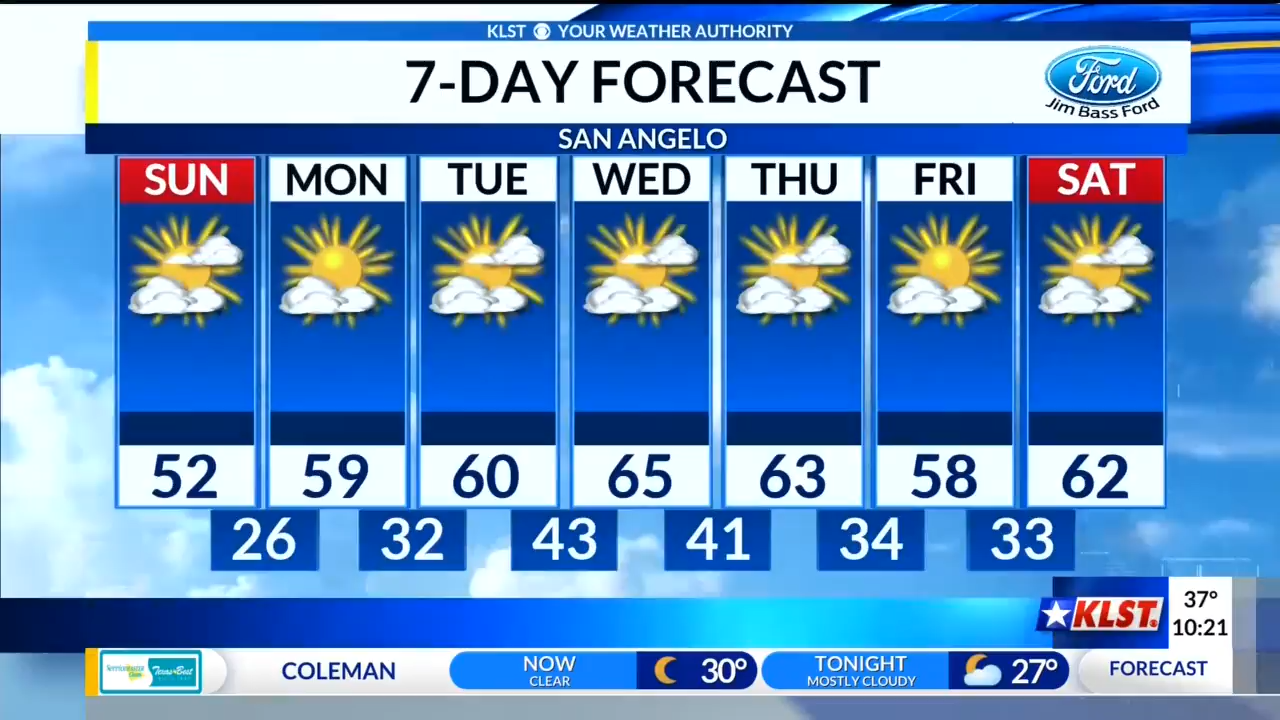 KLST YOUR WEATHER AUTHORITY
7-DAY FORECAST
Ford
Jim Bass Ford
SAN ANGELO
SUN MON TUE WED THU FRI SAT
52 59 60 65 63 58 62
26 32 43 41 34 33
KLST
37°
10:21
COLEMAN
NOW
CLEAR
30°
TONIGHT
MOSTLY CLOUDY
27°
FORECAST